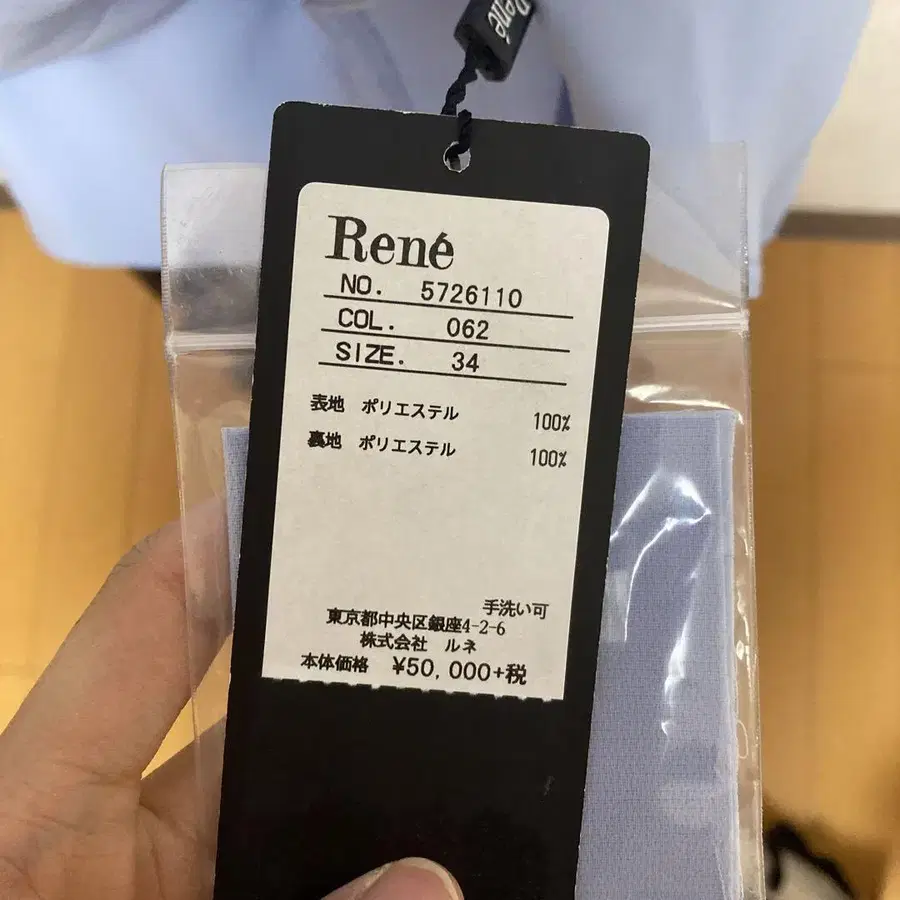 René
René
NO. 5726110
COL. 062
SIZE. 34
表地 ポリエステル 100%
裏地 ポリエステル 100%
手洗い可
東京都中央区銀座4-2-6
株式会社 ルネ
本体価格 ¥50,000+税